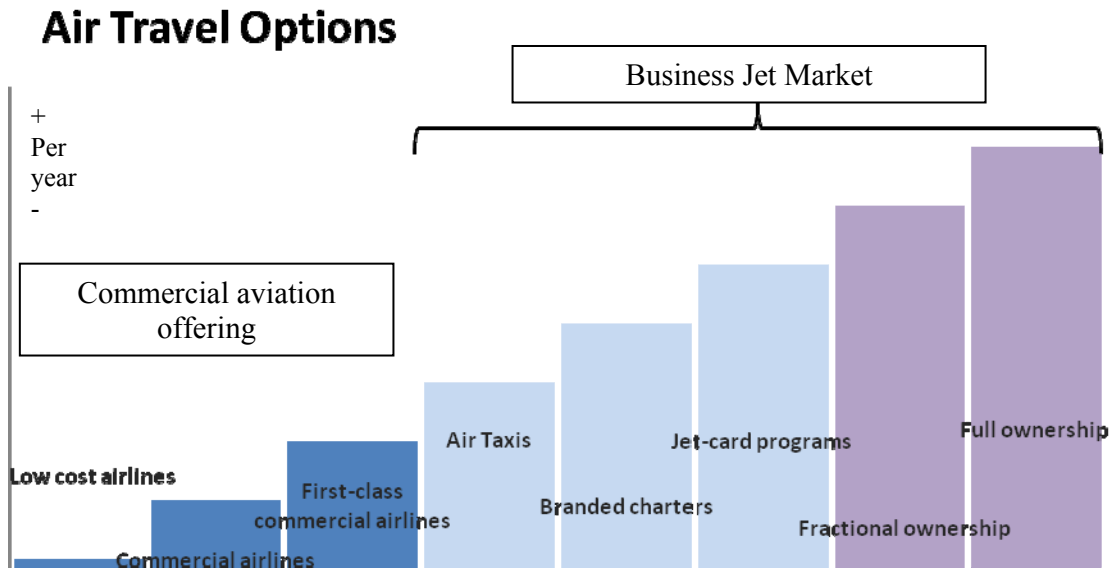 Air Travel Options
Business Jet Market
+
Per
year
-
Commercial aviation
offering
Low cost airlines
Commercial airlines
First-class
commercial airlines
Air Taxis
Branded charters
Jet-card programs
Fractional ownership
Full ownership